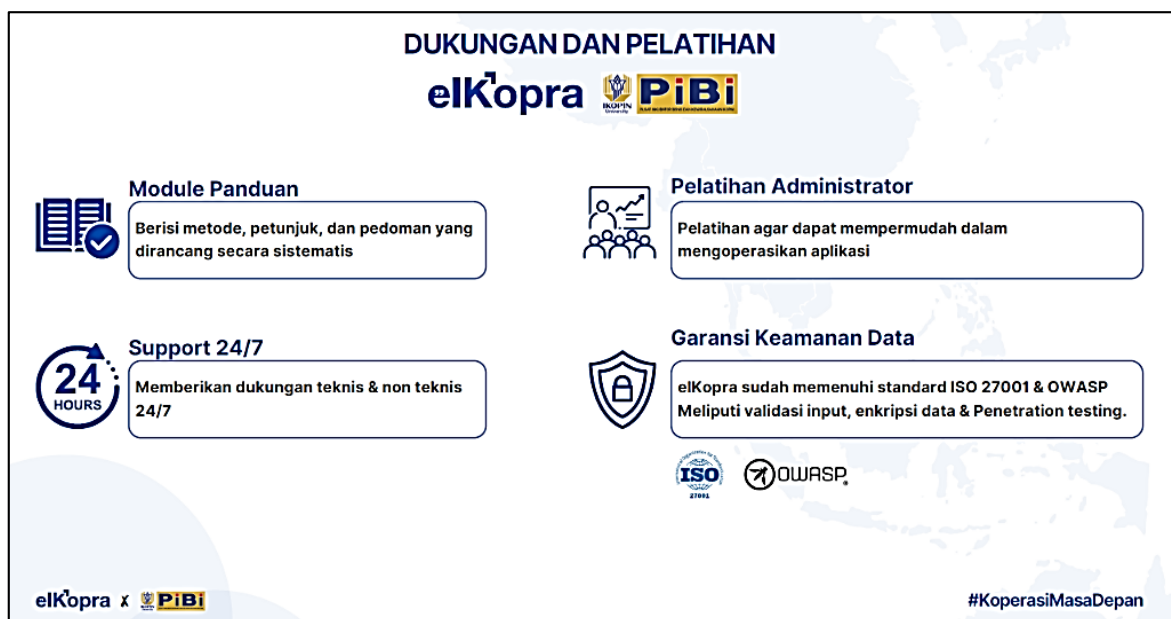 DUKUNGAN DAN PELATIHAN
elKopra
IKOPIN
University
PiBi
Module Panduan
Berisi metode, petunjuk, dan pedoman yang
dirancang secara sistematis
Pelatihan Administrator
Pelatihan agar dapat mempermudah dalam
mengoperasikan aplikasi
24
HOURS
Support 24/7
Memberikan dukungan teknis & non teknis
24/7
Garansi Keamanan Data
elKopra sudah memenuhi standard ISO 27001 & OWASP
Meliputi validasi input, enkripsi data & Penetration testing.
ISO
27001
OWASP
elKopra x PiBi
#KoperasiMasaDepan